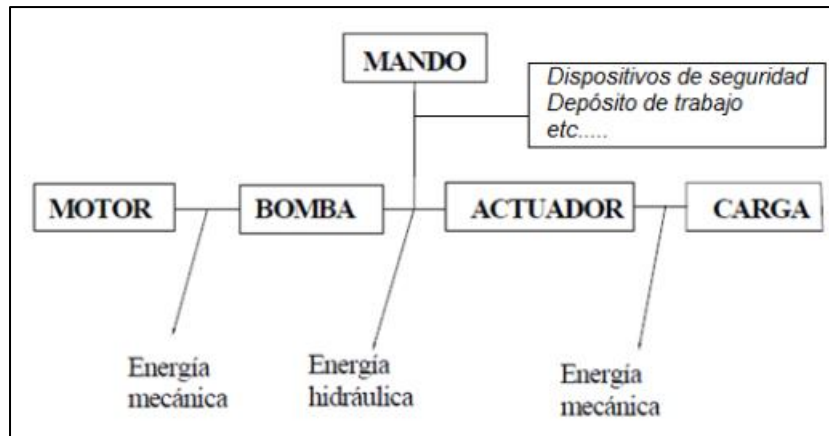 MANDO
Dispositivos de seguridad
Depósito de trabajo
etc.....
MOTOR
BOMBA
ACTUADOR
CARGA
Energía
mecánica
Energía
hidráulica
Energía
mecánica